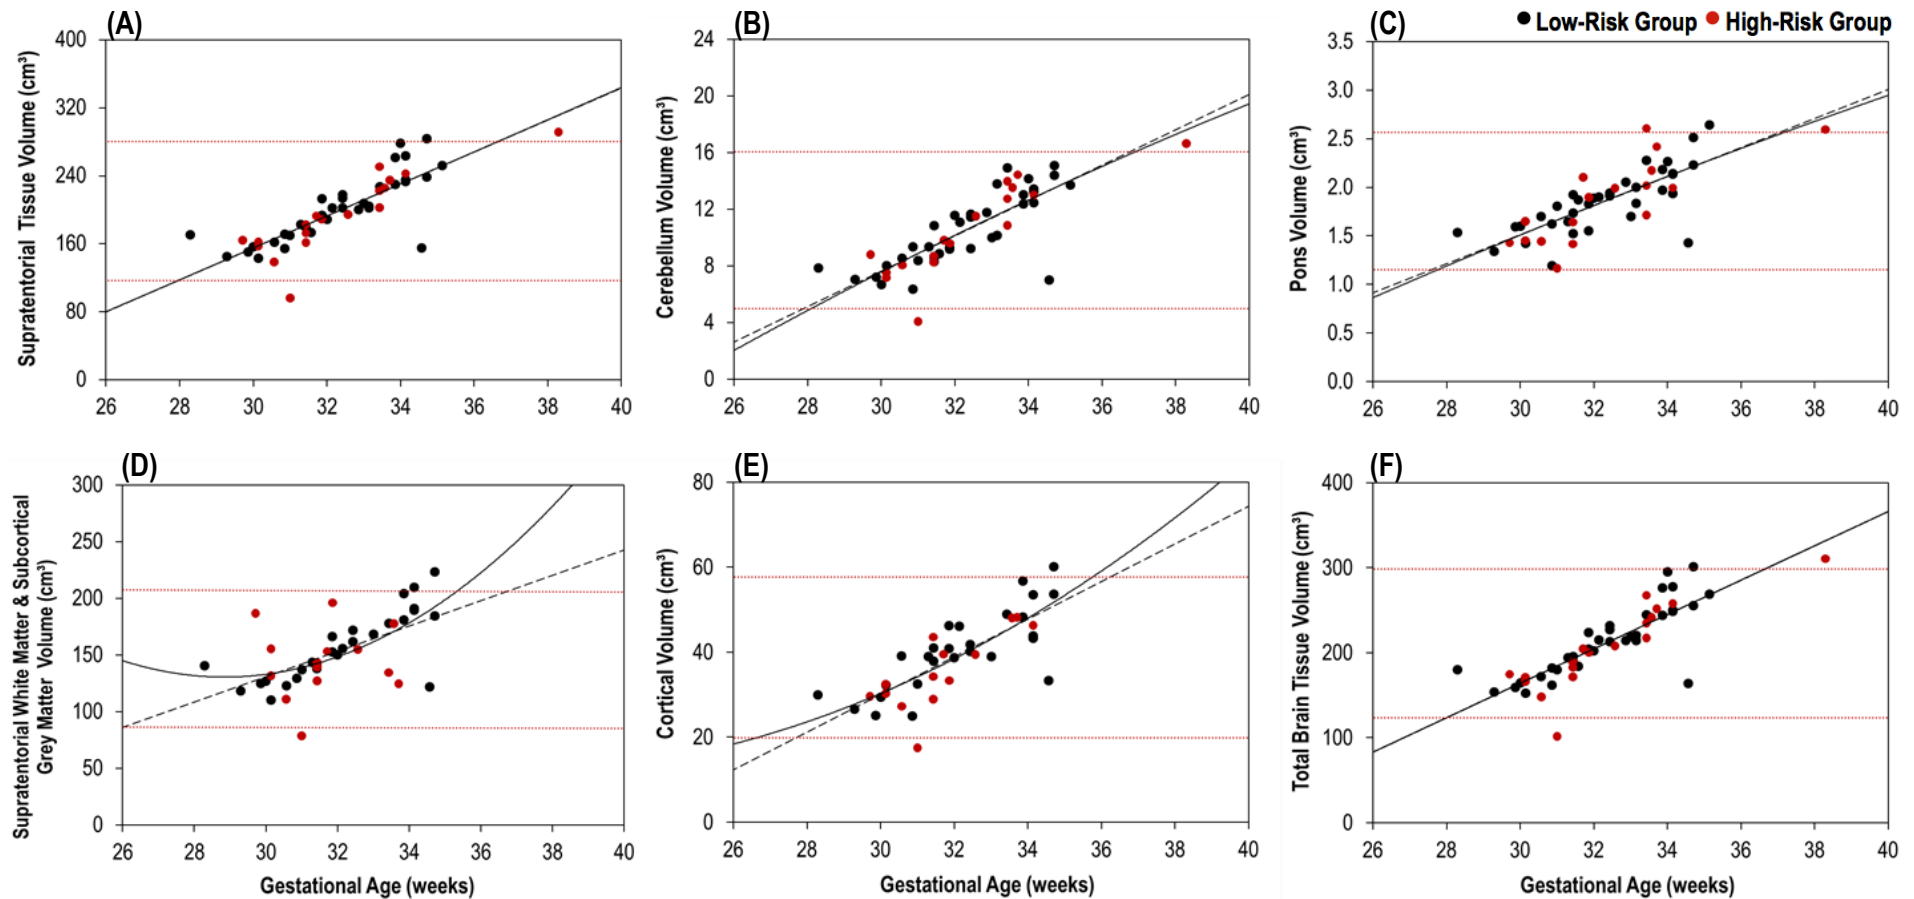 (A)
(B)
(C)
Low-Risk Group High-Risk Group
Supratentorial Tissue Volume (cm³)
400
320
240
160
80
0
26 28 30 32 34 36 38 40
Cerebellum Volume (cm³)
24
20
16
12
8
4
0
26 28 30 32 34 36 38 40
Pons Volume (cm³)
3.5
3.0
2.5
2.0
1.5
1.0
0.5
0.0
26 28 30 32 34 36 38 40
(D)
(E)
(F)
Supratentorial White Matter & Subcortical
Grey Matter Volume (cm³)
300
250
200
150
100
50
0
26 28 30 32 34 36 38 40
Gestational Age (weeks)
Cortical Volume (cm³)
80
60
40
20
0
26 28 30 32 34 36 38 40
Gestational Age (weeks)
Total Brain Tissue Volume (cm³)
400
300
200
100
0
26 28 30 32 34 36 38 40
Gestational Age (weeks)